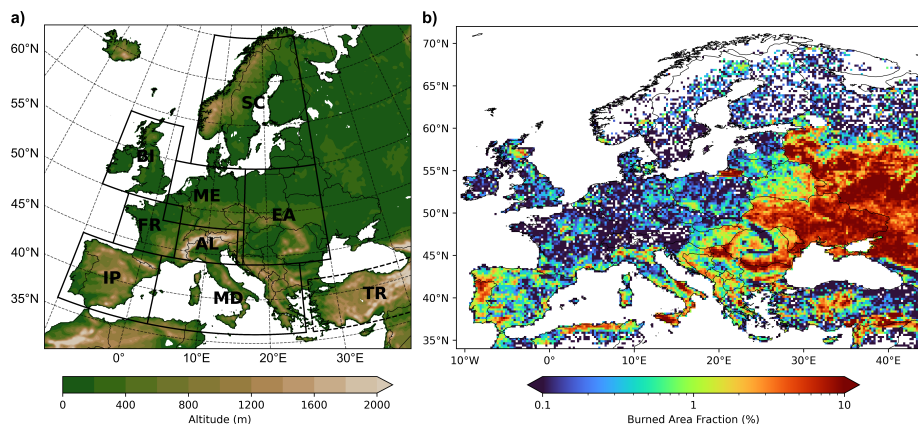 a)
b)
60°N
55°N
50°N
45°N
40°N
35°N
SC
BI
ME
FR
EA
AL
IP
MD
TR
0°
10°E
20°E
30°E
0
400
800
1200
1600
2000
Altitude (m)
70°N
65°N
60°N
55°N
50°N
45°N
40°N
35°N
10°W
0°
10°E
20°E
30°E
40°E
0.1
1
10
Burned Area Fraction (%)